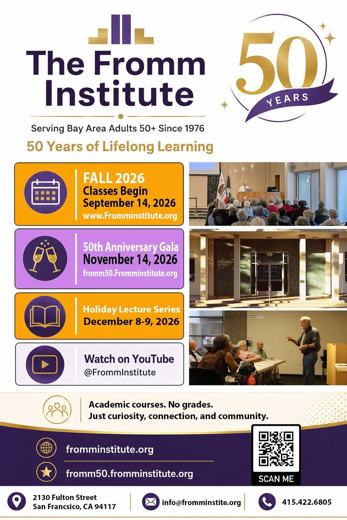 The Fromm
Institute
50
YEARS
Serving Bay Area Adults 50+ Since 1976
50 Years of Lifelong Learning
FALL 2026
Classes Begin
September 14, 2026
www.Fromminstitute.org
50th Anniversary Gala
November 14, 2026
fromm50.Fromminstitute.org
Holiday Lecture Series
December 8-9, 2026
Watch on YouTube
@FrommInstitute
Academic courses. No grades.
Just curiosity, connection, and community.
fromminstitute.org
fromm50.fromminstitute.org
SCAN ME
2130 Fulton Street
San Francsico, CA 94117
info@fromminstitte.org
415.422.6805